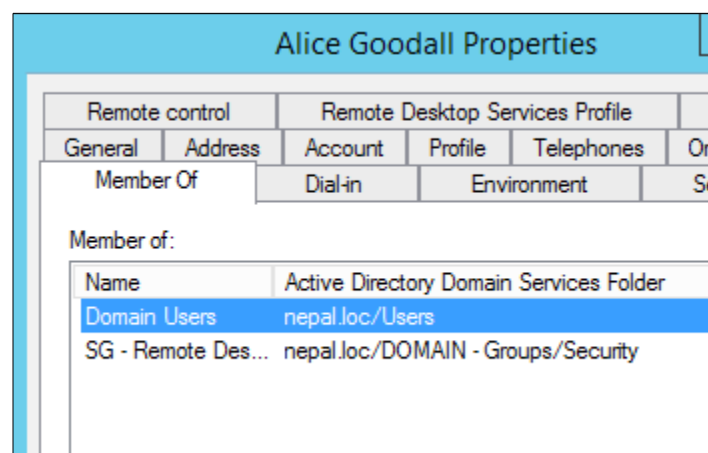 Alice Goodall Properties
Remote control Remote Desktop Services Profile
General Address Account Profile Telephones
Member Of Dial-in Environment
Member of:
Name Active Directory Domain Services Folder
Domain Users nepal.loc/Users
SG - Remote Des... nepal.loc/DOMAIN - Groups/Security